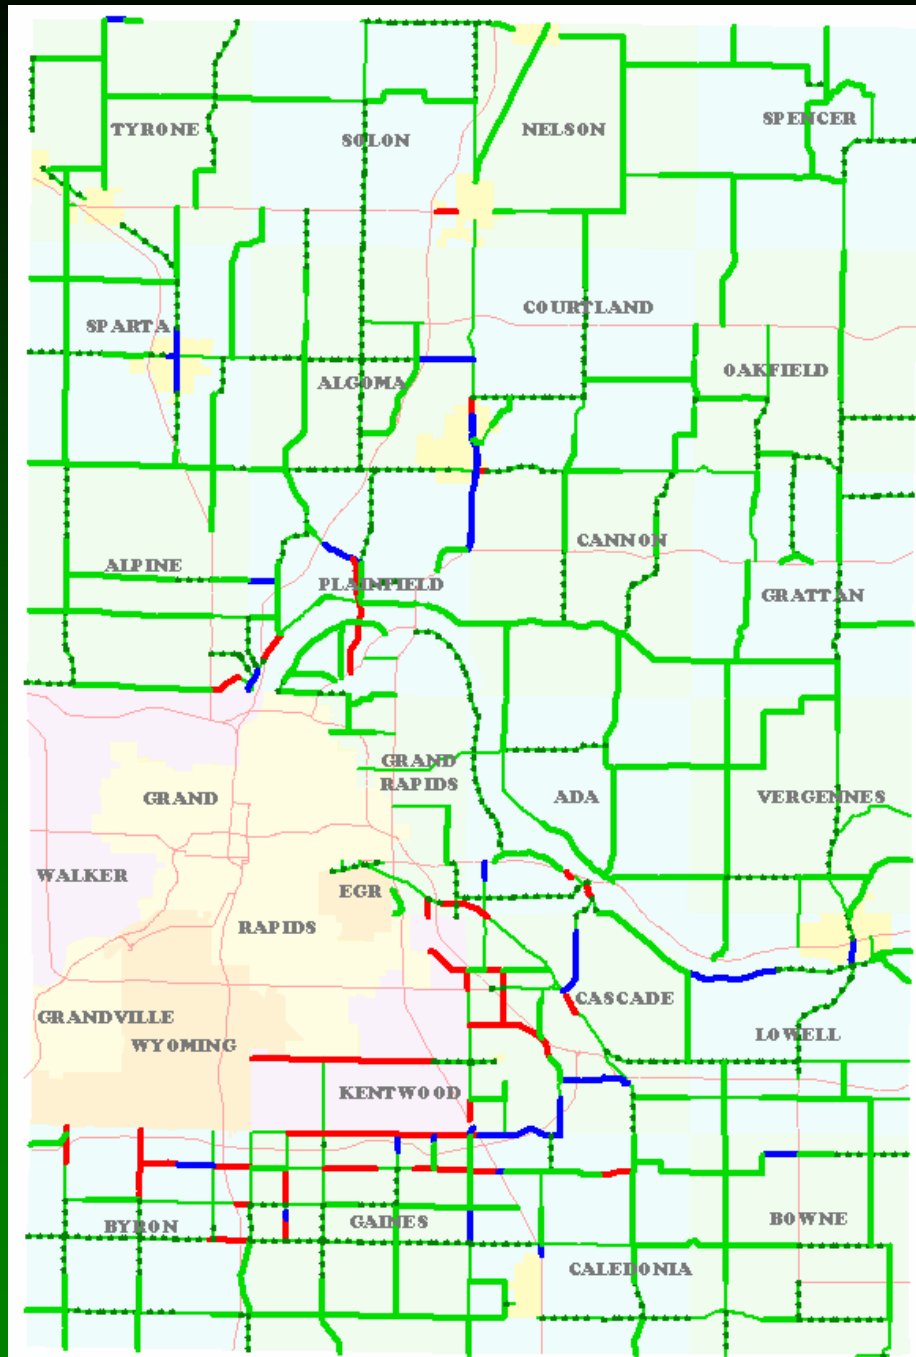 TYRONE
SOLON
NELSON
SPENCER
SPARTA
ALGOMA
COURTLAND
OAKFIELD
ALPINE
PLAINFIELD
CANNON
GRATTAN
GRAND
RAPIDS
GRAND
ADA
VERGENNES
WALKER
EGR
RAPIDS
GRANDVILLE
WYOMING
CASCADE
LOWELL
KENTWOOD
BYRON
GAINES
BOWNE
CALEDONIA